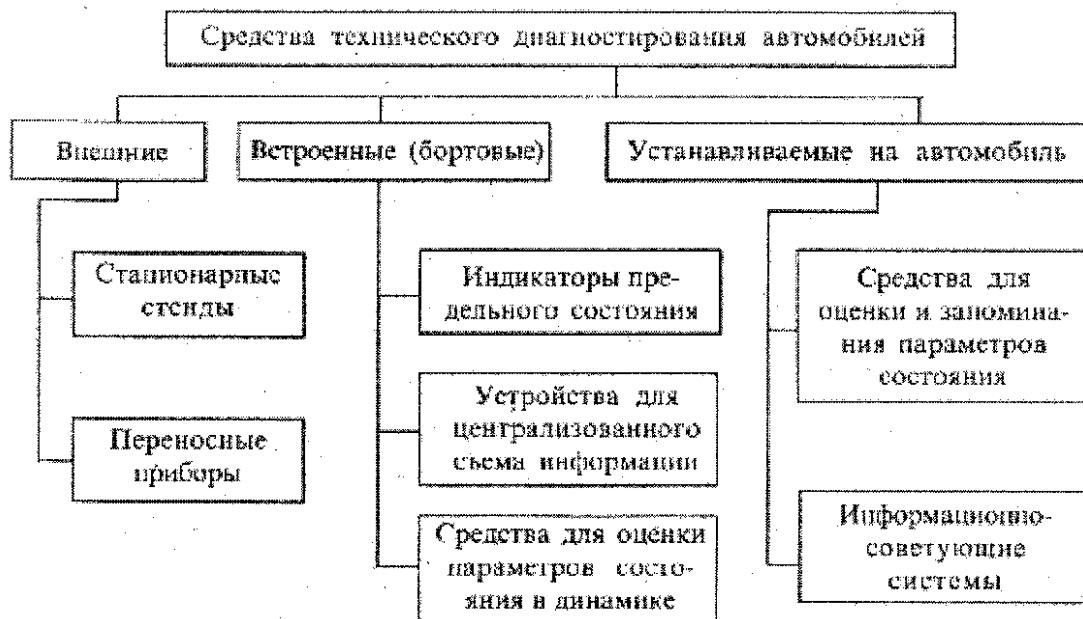 Средства технического диагностирования автомобилей
Внешние
Встроенные (бортовые)
Устанавливаемые на автомобиль
Стационарные
стенды
Переносные
приборы
Индикаторы пре-
дельного состояния
Устройства для
централизованного
съема информации
Средства для оценки
параметров состо-
яния в динамике
Средства для
оценки и запомина-
ния параметров
состояния
Информационно-
советующие
системы